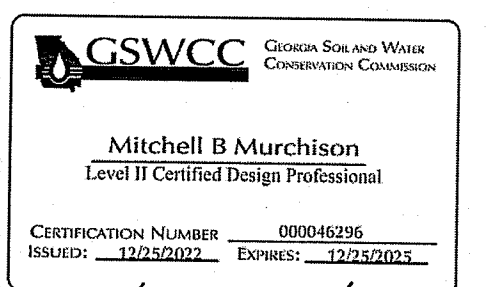 GSWCC GEORGIA SOIL AND WATER
CONSERVATION COMMISSION
Mitchell B Murchison
Level II Certified Design Professional
CERTIFICATION NUMBER 000046296
ISSUED: 12/25/2022 EXPIRES: 12/25/2025